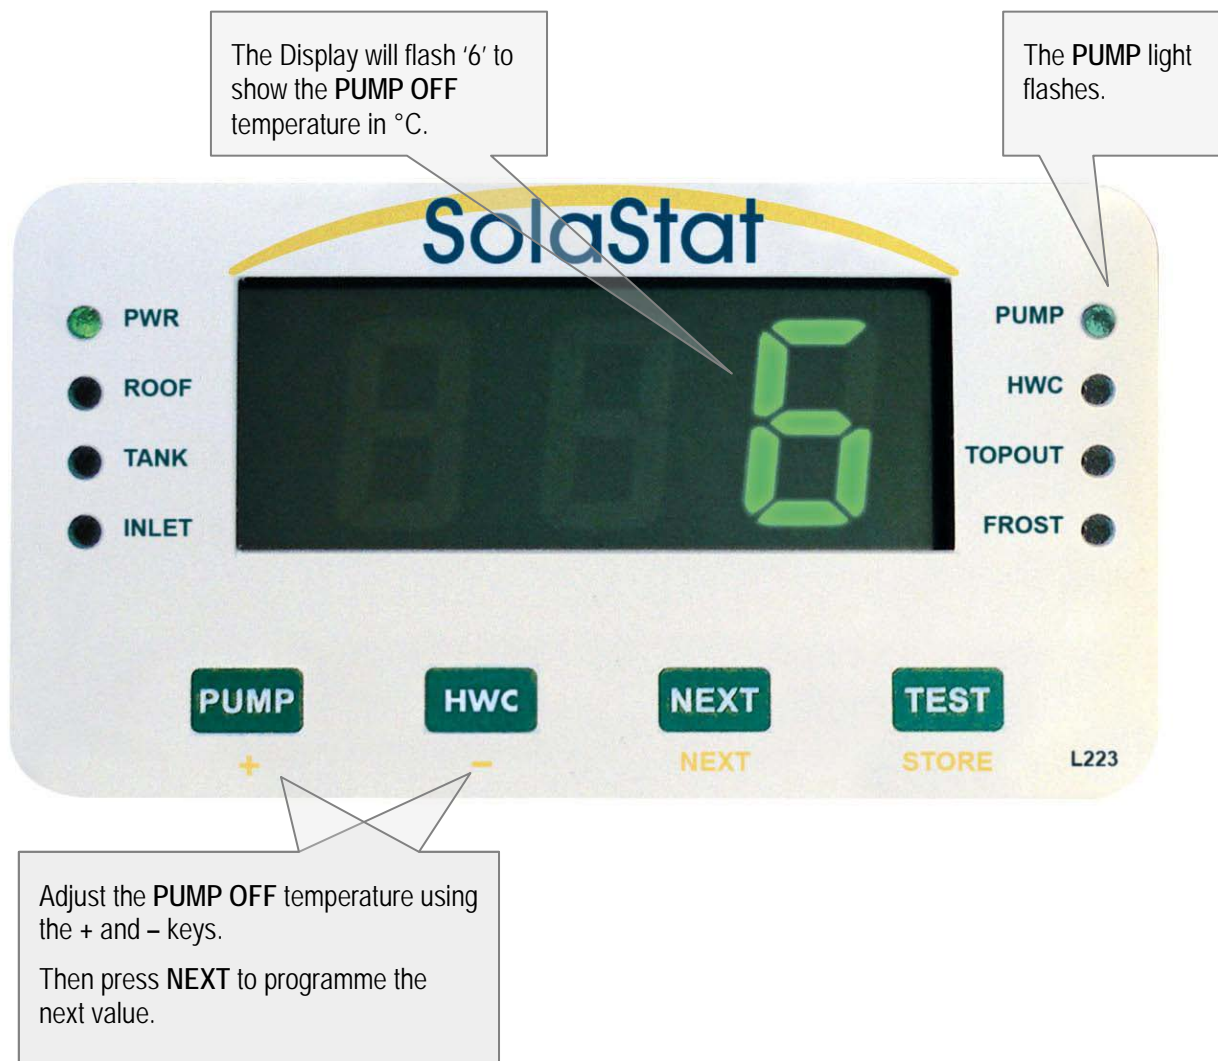 The Display will flash ‘6’ to
show the PUMP OFF
temperature in °C.
The PUMP light
flashes.
SolaStat
PWR
ROOF
TANK
INLET
6
PUMP
HWC
TOPOUT
FROST
PUMP HWC NEXT TEST
+ – NEXT STORE L223
Adjust the PUMP OFF temperature using
the + and – keys.
Then press NEXT to programme the
next value.